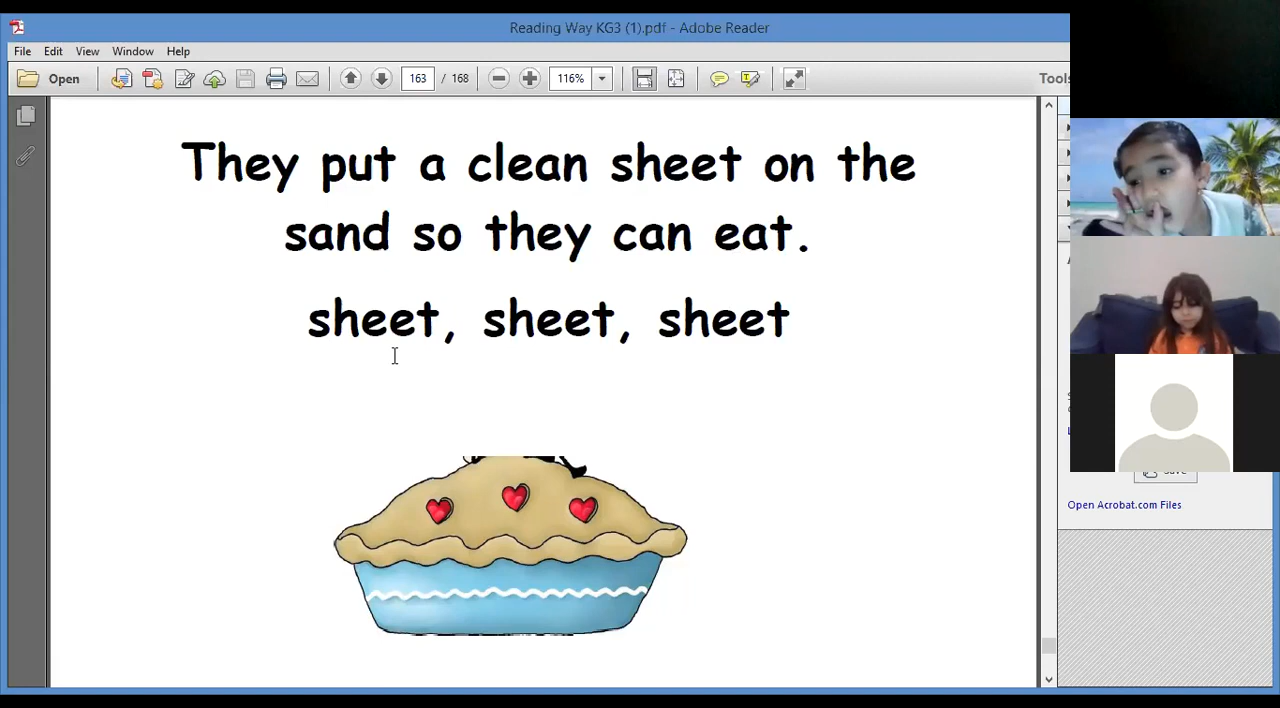 Reading Way KG3 (1).pdf - Adobe Reader
File Edit View Window Help
Open 163 / 168 116% Tools
They put a clean sheet on the
sand so they can eat.
sheet, sheet, sheet
Open Acrobat.com Files